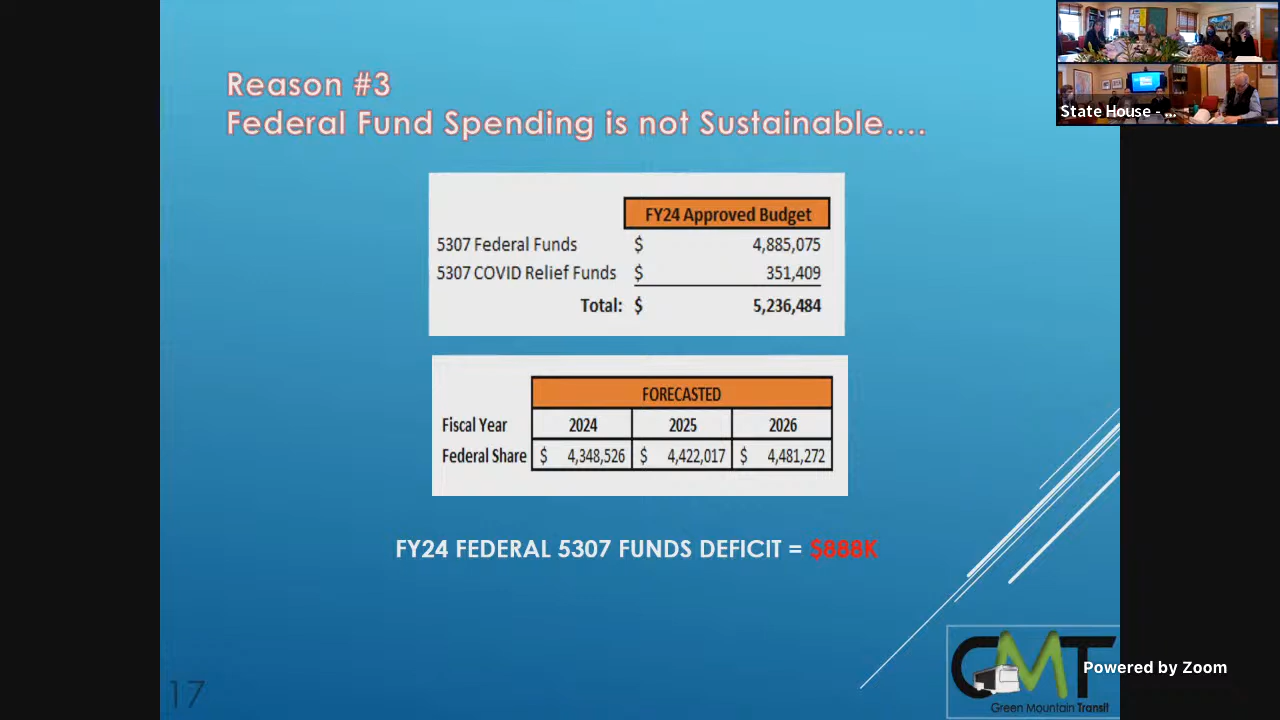 Reason #3
Federal Fund Spending is not Sustainable....
State House - ...
FY24 Approved Budget
5307 Federal Funds $ 4,885,075
5307 COVID Relief Funds $ 351,409
Total: $ 5,236,484
FORECASTED
Fiscal Year 2024 2025 2026
Federal Share $ 4,348,526 $ 4,422,017 $ 4,481,272
FY24 FEDERAL 5307 FUNDS DEFICIT = $888K
GMT
Green Mountain Transit
Powered by Zoom
17